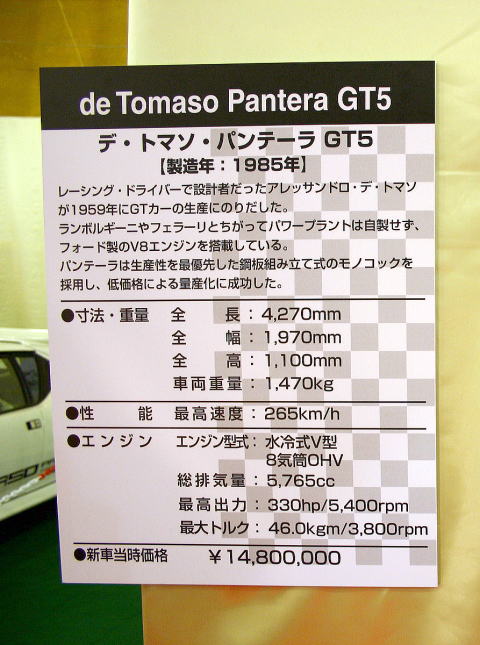 de Tomaso Pantera GT5
デ・トマソ・パンテーラ GT5
【製造年：1985年】
レーシング・ドライバーで設計者だったアレッサンドロ・デ・トマソ
が1959年にGTカーの生産にのりだした。
ランボルギーニやフェラーリとちがってパワープラントは自製せず、
フォード製のV8エンジンを搭載している。
パンテーラは生産性を最優先した鋼板組み立て式のモノコックを
採用し、低価格による量産化に成功した。
●寸法・重量 全長：4,270mm
全幅：1,970mm
全高：1,100mm
車両重量：1,470kg
●性能 最高速度：265km/h
●エンジン エンジン型式：水冷式V型
8気筒OHV
総排気量：5,765cc
最高出力：330hp/5,400rpm
最大トルク：46.0kgm/3,800rpm
●新車当時価格 ￥14,800,000